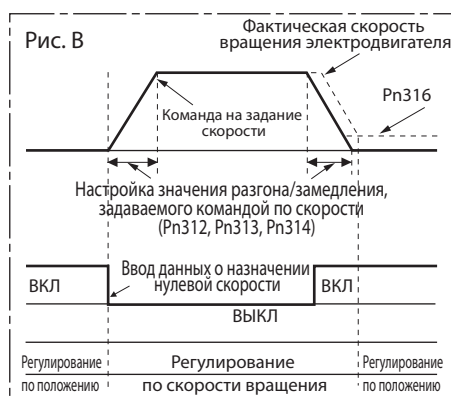 Рис. В
Фактическая скорость
вращения электродвигателя
Pn316
Команда на задание
скорости
Настройка значения разгона/замедления,
задаваемого командой по скорости
(Pn312, Pn313, Pn314)
Ввод данных о назначении
нулевой скорости
ВКЛ
ВКЛ
ВЫКЛ
Регулирование
по положению
Регулирование
по скорости вращения
Регулирование
по положению